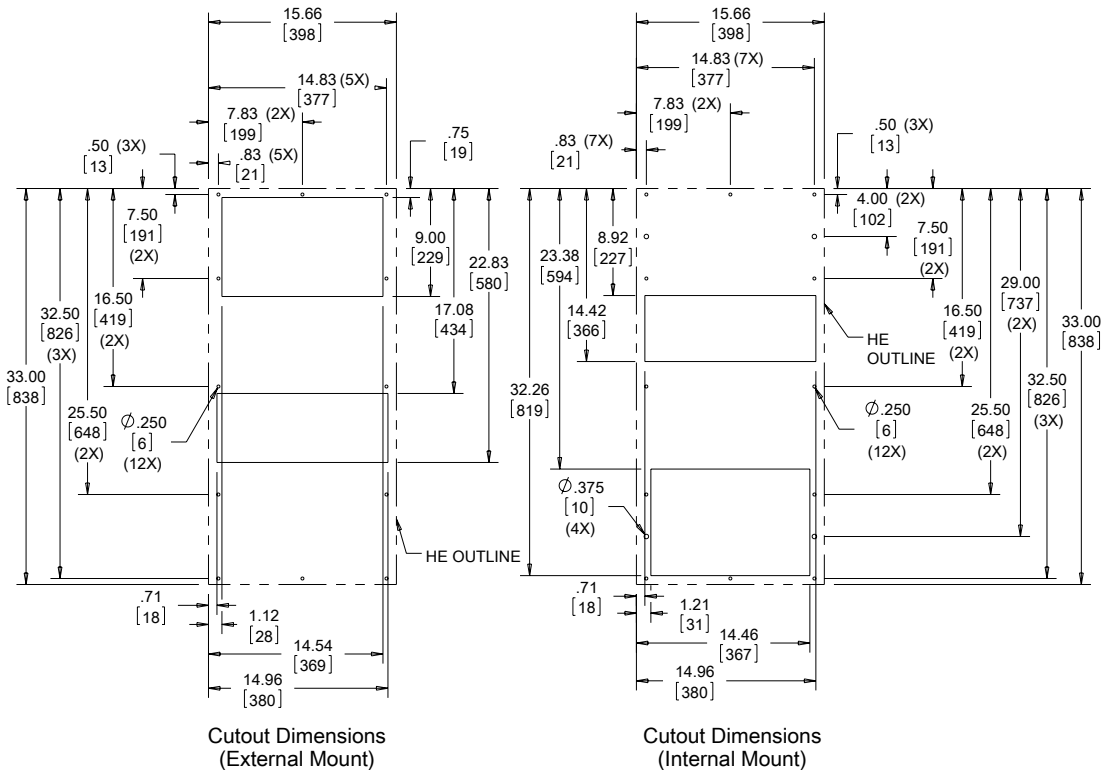 15.66
[398]
14.83 (5X)
[377]
7.83 (2X)
[199]
.50 (3X)
[13]
.83 (5X)
[21]
.75
[19]
7.50
[191]
(2X)
9.00
[229]
22.83
[580]
16.50
[419]
(2X)
17.08
[434]
32.50
[826]
(3X)
33.00
[838]
25.50
[648]
(2X)
Ø.250
[6]
(12X)
HE OUTLINE
.71
[18]
1.12
[28]
14.54
[369]
14.96
[380]
Cutout Dimensions
(External Mount)
15.66
[398]
14.83 (7X)
[377]
7.83 (2X)
[199]
.83 (7X)
[21]
.50 (3X)
[13]
4.00 (2X)
[102]
7.50
[191]
(2X)
8.92
[227]
23.38
[594]
14.42
[366]
29.00
[737]
(2X)
16.50
[419]
(2X)
33.00
[838]
HE
OUTLINE
32.26
[819]
32.50
[826]
(3X)
25.50
[648]
(2X)
Ø.250
[6]
(12X)
Ø.375
[10]
(4X)
.71
[18]
1.21
[31]
14.46
[367]
14.96
[380]
Cutout Dimensions
(Internal Mount)